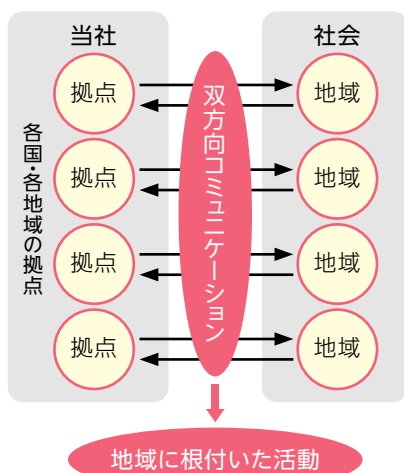 当社
社会
各国・各地域の拠点
拠点
地域
拠点
地域
拠点
地域
拠点
地域
双方向コミュニケーション
地域に根付いた活動